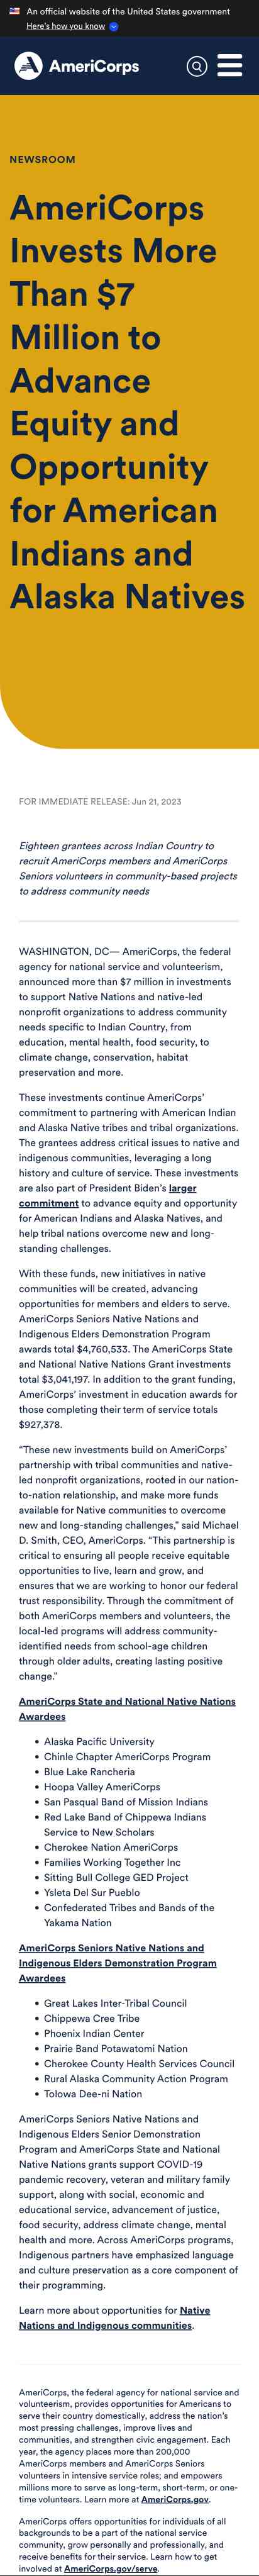 An official website of the United States government
Here's how you know
AmeriCorps
NEWSROOM
AmeriCorps
Invests More
Than $7
Million to
Advance
Equity and
Opportunity
for American
Indians and
Alaska Natives
FOR IMMEDIATE RELEASE: Jun 21, 2023
Eighteen grantees across Indian Country to
recruit AmeriCorps members and AmeriCorps
Seniors volunteers in community-based projects
to address community needs
WASHINGTON, DC— AmeriCorps, the federal
agency for national service and volunteerism,
announced more than $7 million in investments
to support Native Nations and native-led
nonprofit organizations to address community
needs specific to Indian Country, from
education, mental health, food security, to
climate change, conservation, habitat
preservation and more.
These investments continue AmeriCorps’
commitment to partnering with American Indian
and Alaska Native tribes and tribal organizations.
The grantees address critical issues to native and
indigenous communities, leveraging a long
history and culture of service. These investments
are also part of President Biden’s larger
commitment to advance equity and opportunity
for American Indians and Alaska Natives, and
help tribal nations overcome new and long-
standing challenges.
With these funds, new initiatives in native
communities will be created, advancing
opportunities for members and elders to serve.
AmeriCorps Seniors Native Nations and
Indigenous Elders Demonstration Program
awards total $4,760,533. The AmeriCorps State
and National Native Nations Grant investments
total $3,041,197. In addition to the grant funding,
AmeriCorps’ investment in education awards for
those completing their term of service totals
$927,378.
“These new investments build on AmeriCorps’
partnership with tribal communities and native-
led nonprofit organizations, rooted in our nation-
to-nation relationship, and make more funds
available for Native communities to overcome
new and long-standing challenges,” said Michael
D. Smith, CEO, AmeriCorps. “This partnership is
critical to ensuring all people receive equitable
opportunities to live, learn and grow, and
ensures that we are working to honor our federal
trust responsibility. Through the commitment of
both AmeriCorps members and volunteers, the
local-led programs will address community-
identified needs from school-age children
through older adults, creating lasting positive
change.”
AmeriCorps State and National Native Nations
Awardees
• Alaska Pacific University
• Chinle Chapter AmeriCorps Program
• Blue Lake Rancheria
• Hoopa Valley AmeriCorps
• San Pasqual Band of Mission Indians
• Red Lake Band of Chippewa Indians
Service to New Scholars
• Cherokee Nation AmeriCorps
• Families Working Together Inc
• Sitting Bull College GED Project
• Ysleta Del Sur Pueblo
• Confederated Tribes and Bands of the
Yakama Nation
AmeriCorps Seniors Native Nations and
Indigenous Elders Demonstration Program
Awardees
• Great Lakes Inter-Tribal Council
• Chippewa Cree Tribe
• Phoenix Indian Center
• Prairie Band Potawatomi Nation
• Cherokee County Health Services Council
• Rural Alaska Community Action Program
• Tolowa Dee-ni Nation
AmeriCorps Seniors Native Nations and
Indigenous Elders Senior Demonstration
Program and AmeriCorps State and National
Native Nations grants support COVID-19
pandemic recovery, veteran and military family
support, along with social, economic and
educational service, advancement of justice,
food security, address climate change, mental
health and more. Across AmeriCorps programs,
Indigenous partners have emphasized language
and culture preservation as a core component of
their programming.
Learn more about opportunities for Native
Nations and Indigenous communities.
AmeriCorps, the federal agency for national service and
volunteerism, provides opportunities for Americans to
serve their country domestically, address the nation’s
most pressing challenges, improve lives and
communities, and strengthen civic engagement. Each
year, the agency places more than 200,000
AmeriCorps members and AmeriCorps Seniors
volunteers in intensive service roles; and empowers
millions more to serve as long-term, short-term, or one-
time volunteers. Learn more at AmeriCorps.gov.
AmeriCorps offers opportunities for individuals of all
backgrounds to be a part of the national service
community, grow personally and professionally, and
receive benefits for their service. Learn how to get
involved at AmeriCorps.gov/serve.